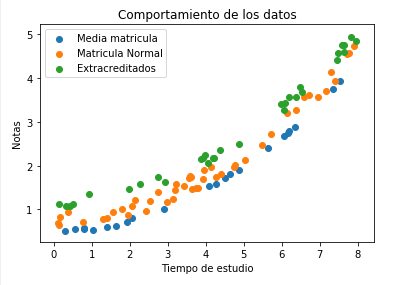 Comportamiento de los datos
Media matricula
Matricula Normal
Extracreditados
Notas
5
4
3
2
1
0 1 2 3 4 5 6 7 8
Tiempo de estudio